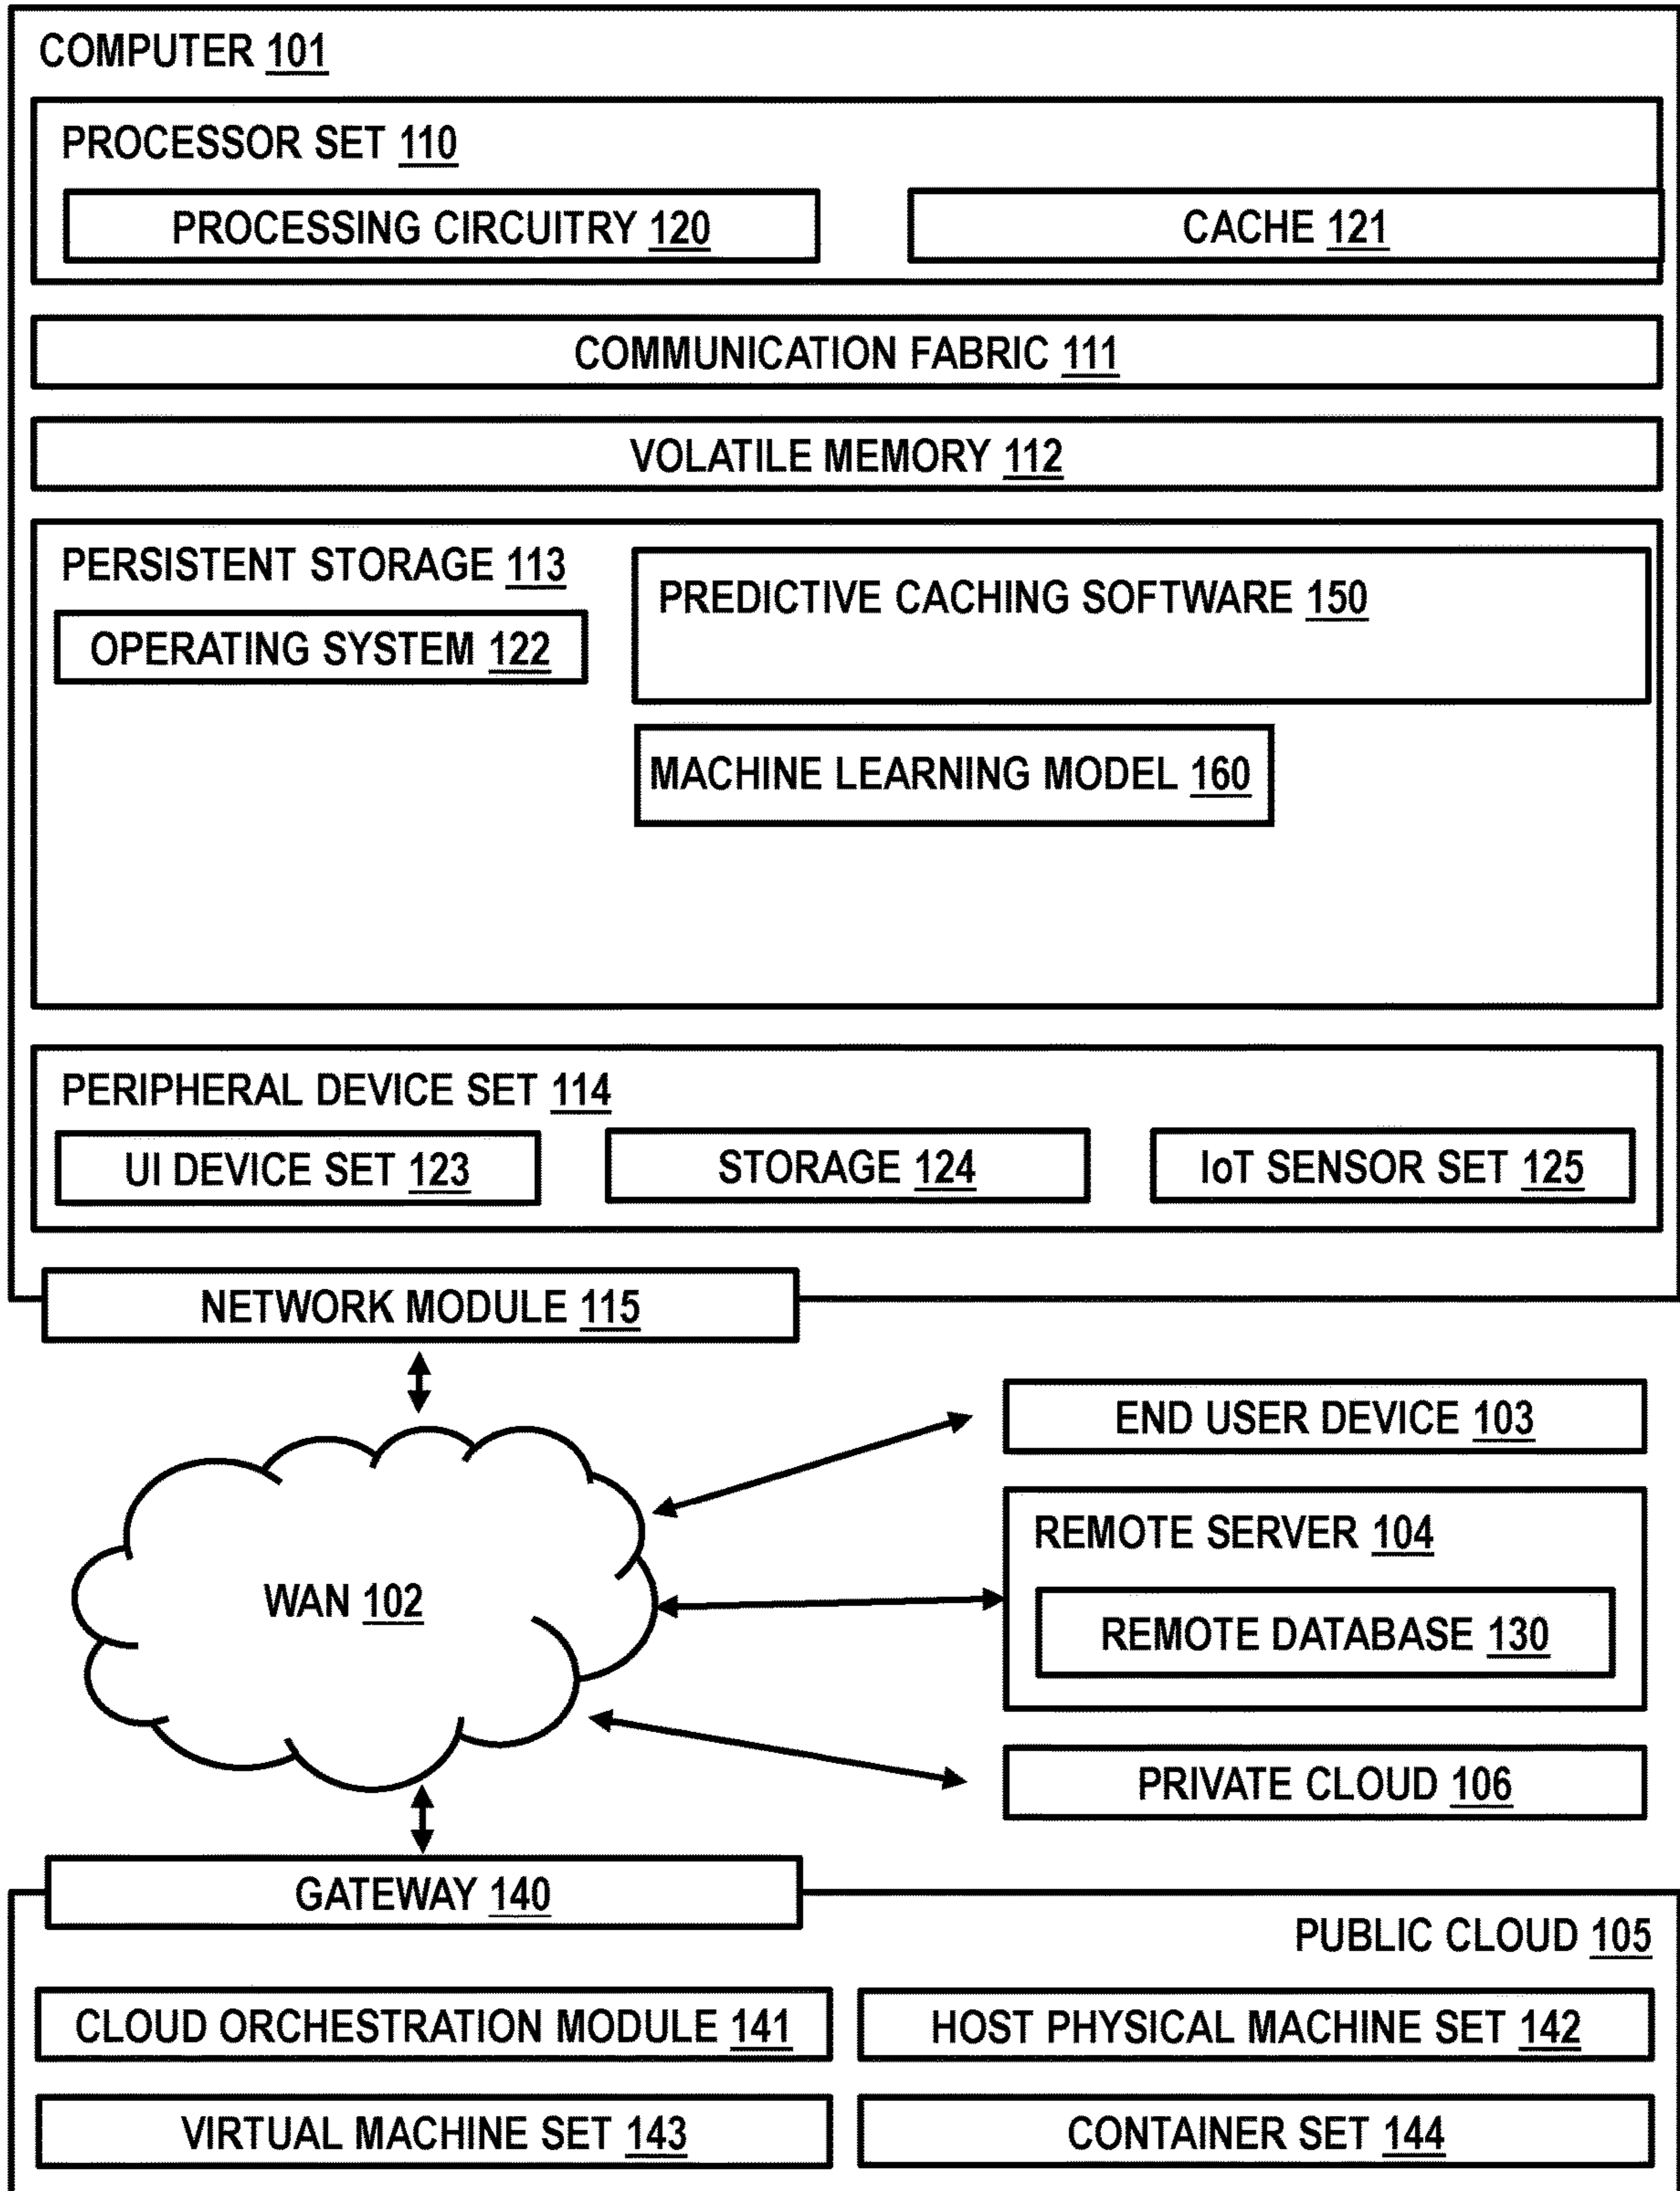 COMPUTER 101
PROCESSOR SET 110
PROCESSING CIRCUITRY 120
CACHE 121
COMMUNICATION FABRIC 111
VOLATILE MEMORY 112
PERSISTENT STORAGE 113
OPERATING SYSTEM 122
PREDICTIVE CACHING SOFTWARE 150
MACHINE LEARNING MODEL 160
PERIPHERAL DEVICE SET 114
UI DEVICE SET 123
STORAGE 124
IoT SENSOR SET 125
NETWORK MODULE 115
WAN 102
END USER DEVICE 103
REMOTE SERVER 104
REMOTE DATABASE 130
PRIVATE CLOUD 106
GATEWAY 140
PUBLIC CLOUD 105
CLOUD ORCHESTRATION MODULE 141
HOST PHYSICAL MACHINE SET 142
VIRTUAL MACHINE SET 143
CONTAINER SET 144